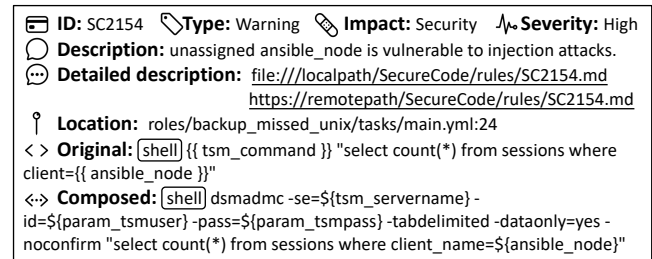 ID: SC2154 Type: Warning Impact: Security Severity: High
Description: unassigned ansible_node is vulnerable to injection attacks.
Detailed description: file:///localpath/SecureCode/rules/SC2154.md
https://remotepath/SecureCode/rules/SC2154.md
Location: roles/backup_missed_unix/tasks/main.yml:24
Original: shell {{ tsm_command }} "select count(*) from sessions where
client={{ ansible_node }}"
Composed: shell dsmadmc -se=${tsm_servername} -
id=${param_tsmuser} -pass=${param_tsmpass} -tabdelimited -dataonly=yes -
noconfirm "select count(*) from sessions where client_name=${ansible_node}"